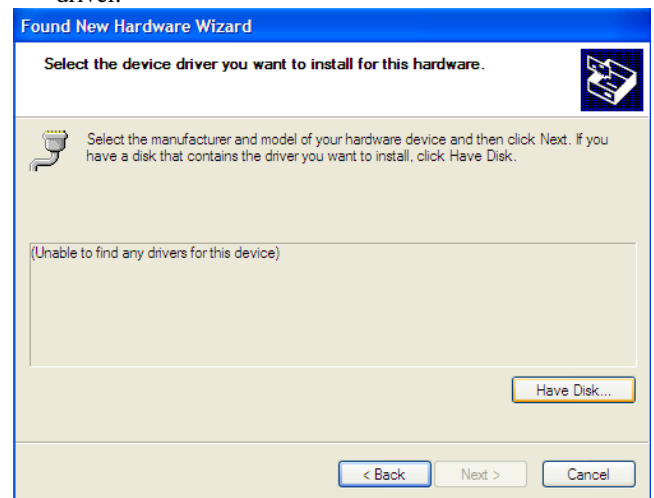 driver.
Found New Hardware Wizard
Select the device driver you want to install for this hardware.
Select the manufacturer and model of your hardware device and then click Next. If you
have a disk that contains the driver you want to install, click Have Disk.
(Unable to find any drivers for this device)
Have Disk...
< Back
Next >
Cancel